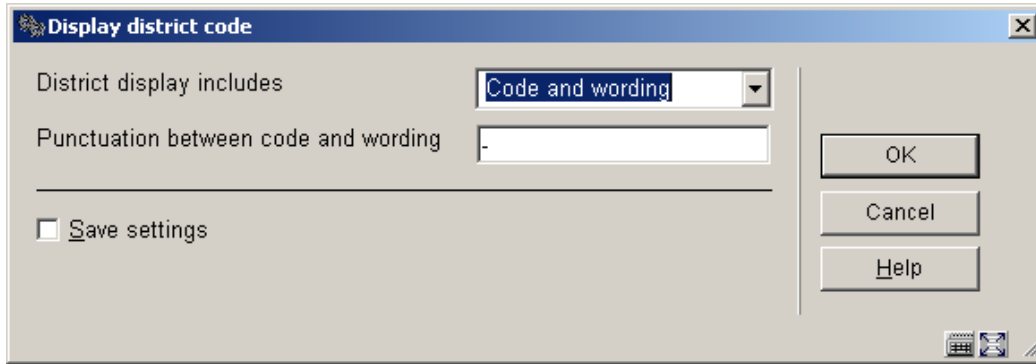 Display district code
District display includes
Code and wording
Punctuation between code and wording
-
Save settings
OK
Cancel
Help